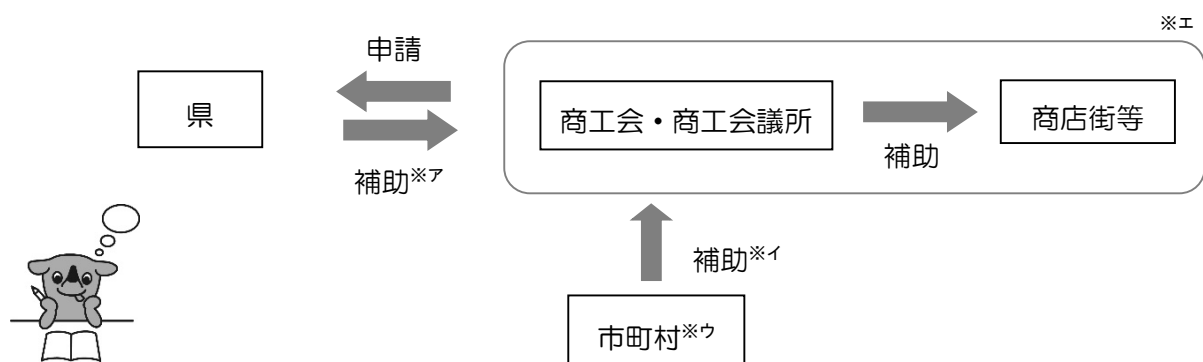 ※エ
申請
県
商工会・商工会議所
商店街等
補助※ア
補助
補助※イ
市町村※ウ